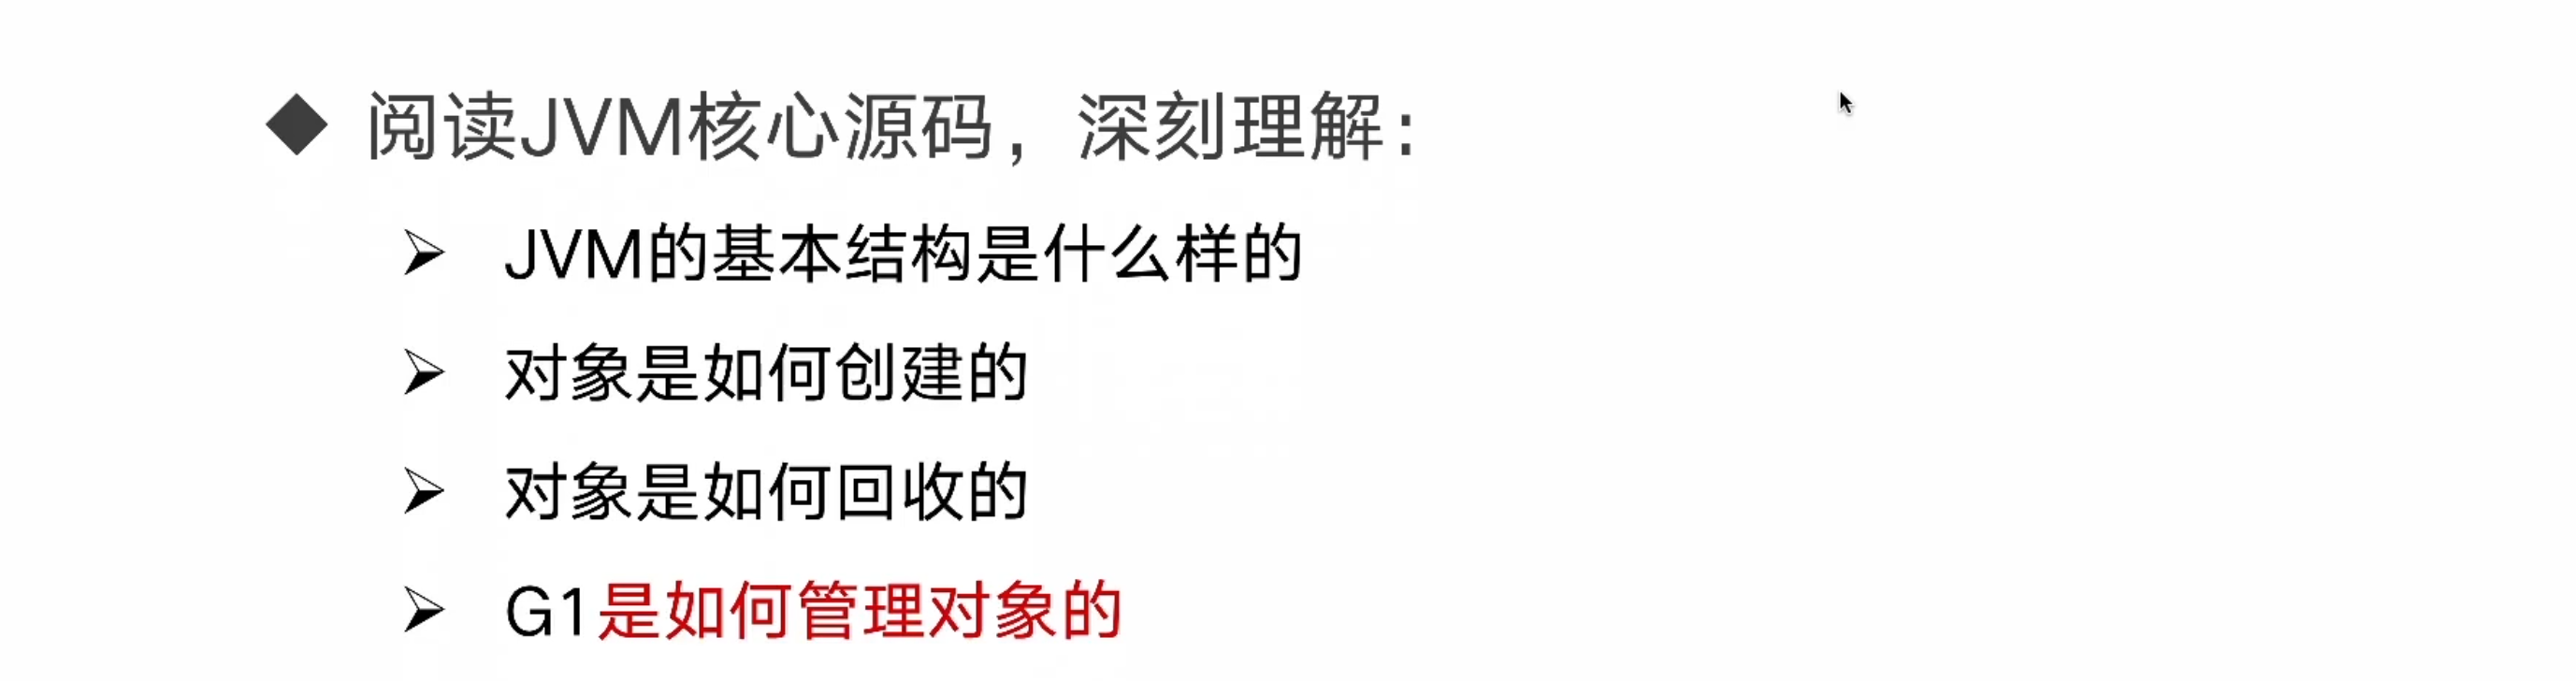 阅读JVM核心源码，深刻理解：
JVM的基本结构是什么样的
对象是如何创建的
对象是如何回收的
G1是如何管理对象的